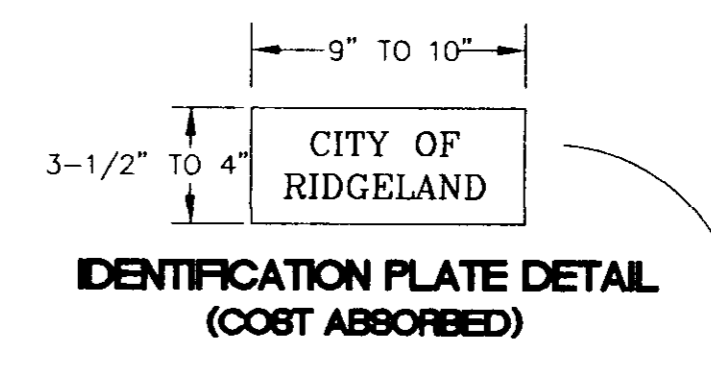 9" TO 10"
3-1/2" TO 4"
CITY OF
RIDGELAND
IDENTIFICATION PLATE DETAIL
(COST ABSORBED)